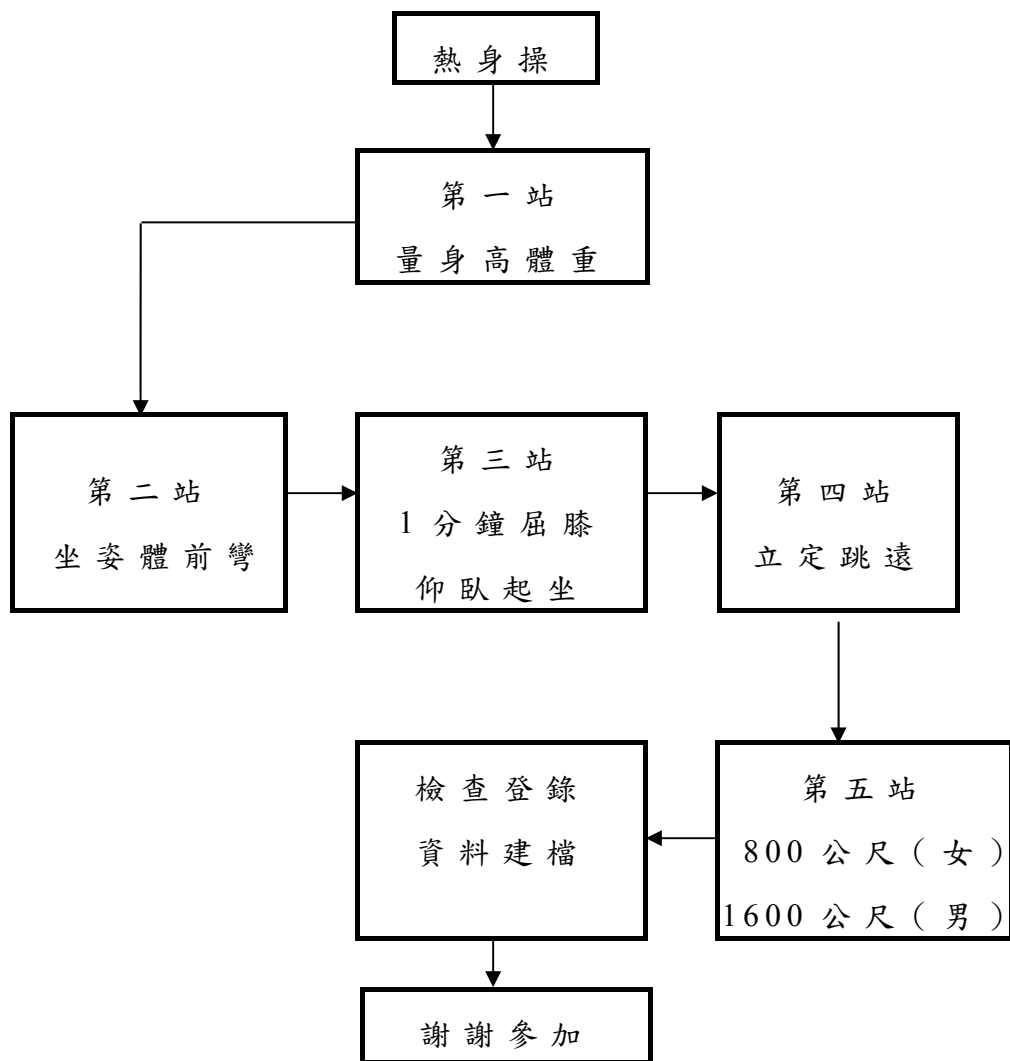 熱身操
第一站
量身高體重
第二站
坐姿體前彎
第三站
1分鐘屈膝
仰臥起坐
第四站
立定跳遠
第五站
800公尺(女)
1600公尺(男)
檢查登錄
資料建檔
謝謝參加